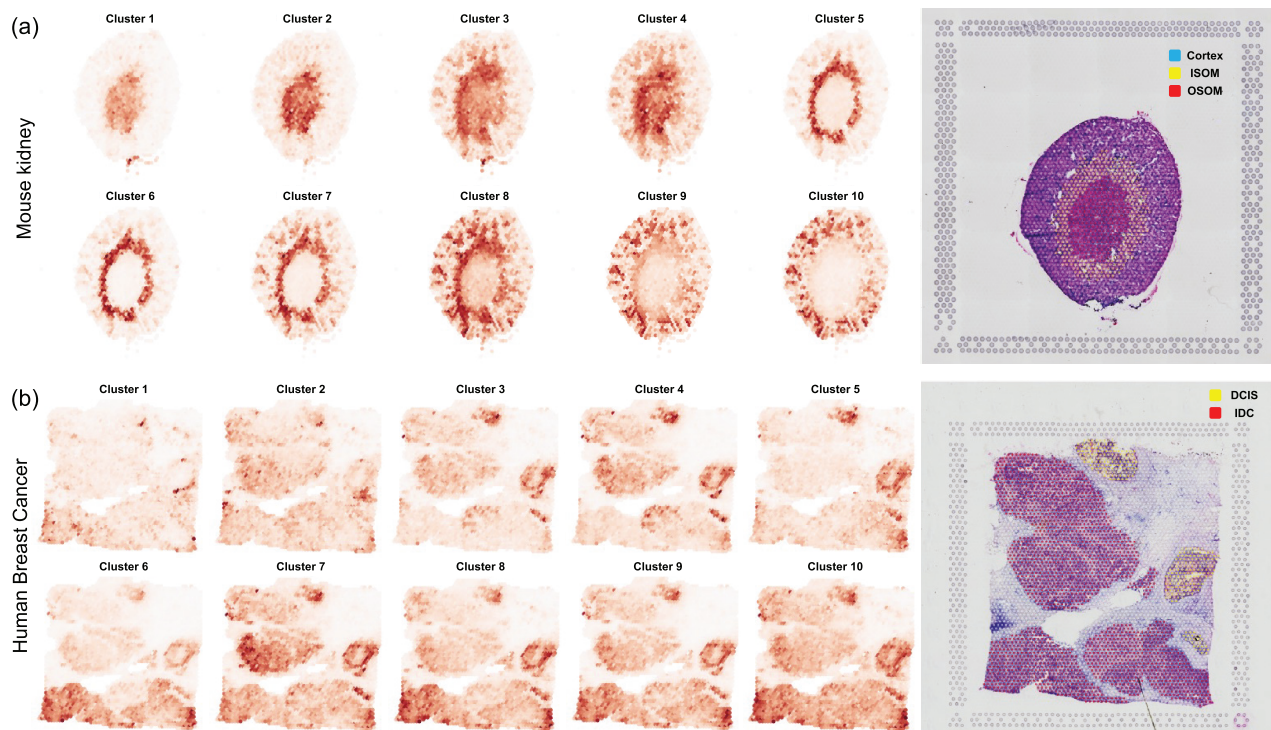 (a)
Mouse kidney
Cluster 1
Cluster 2
Cluster 3
Cluster 4
Cluster 5
Cluster 6
Cluster 7
Cluster 8
Cluster 9
Cluster 10
Cortex
ISOM
OSOM
(b)
Human Breast Cancer
Cluster 1
Cluster 2
Cluster 3
Cluster 4
Cluster 5
Cluster 6
Cluster 7
Cluster 8
Cluster 9
Cluster 10
DCIS
IDC